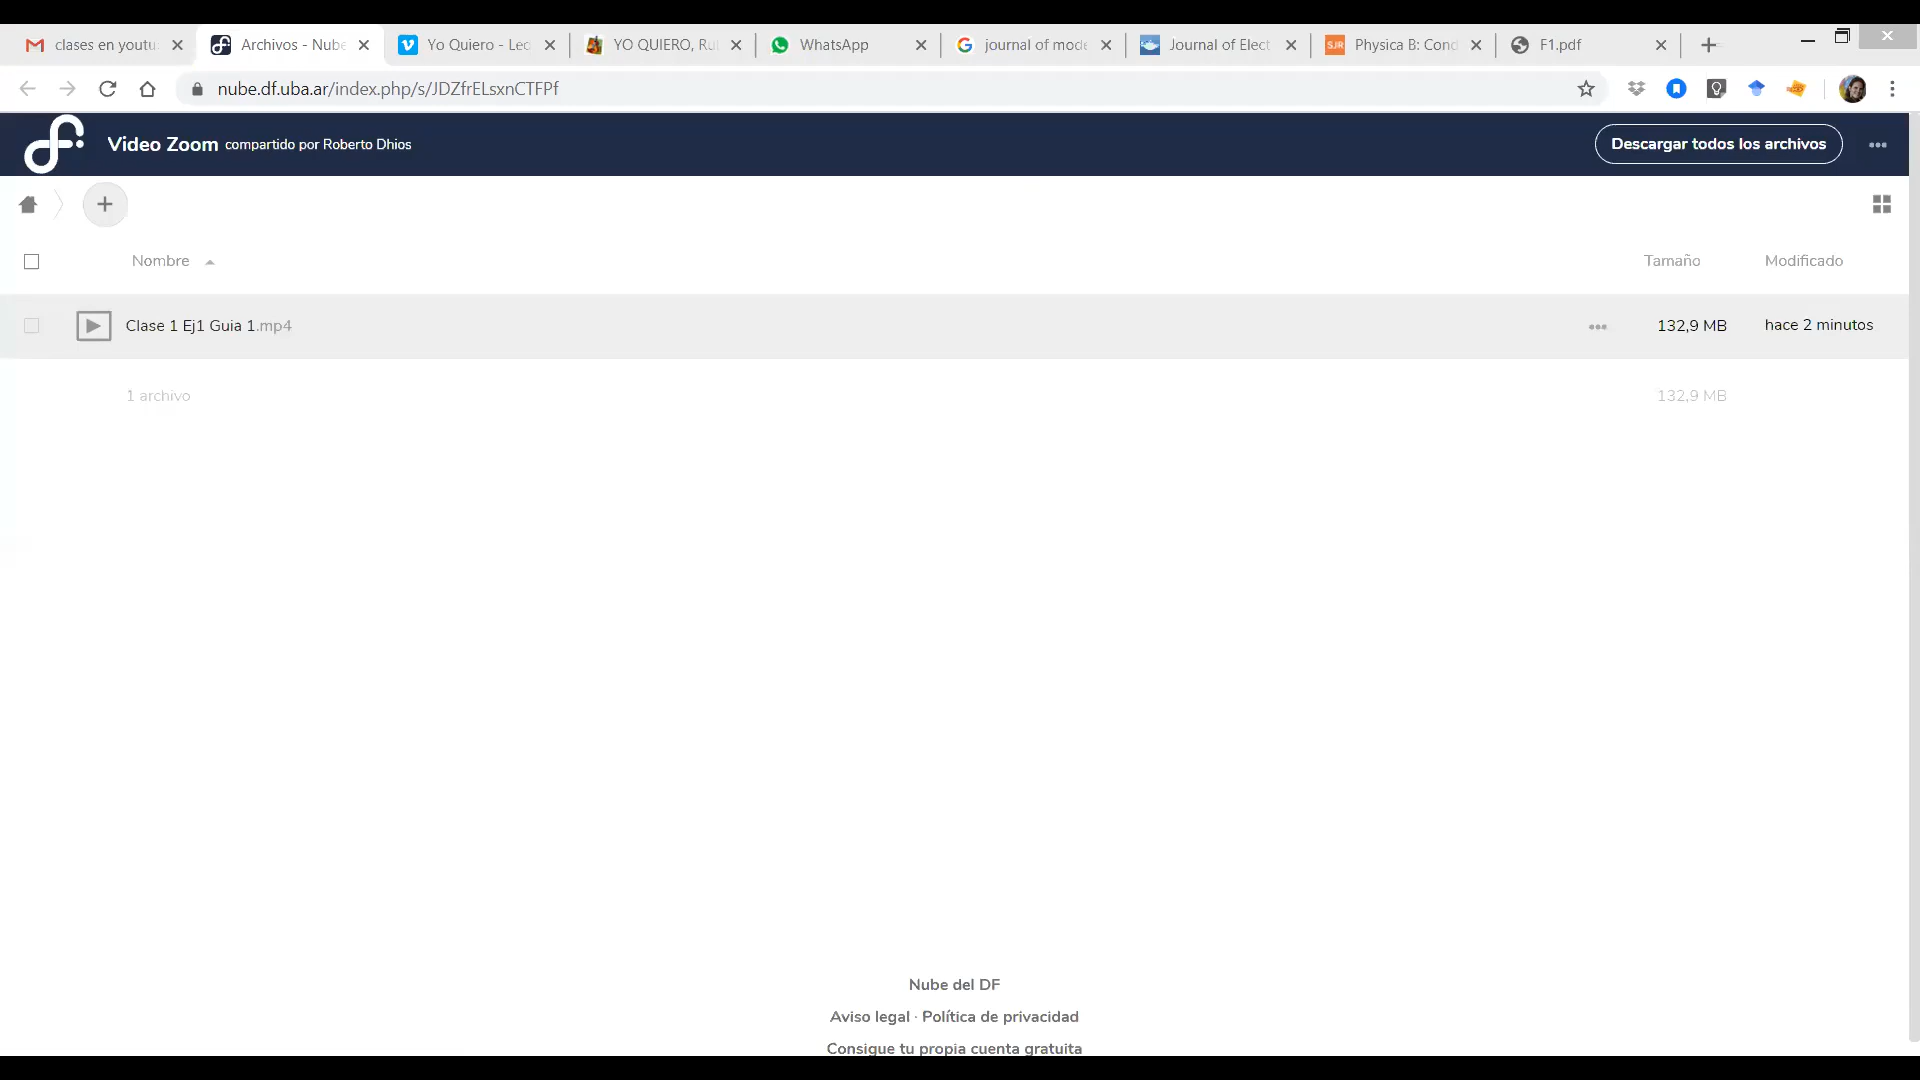 clases en youtu
Archivos - Nube
Yo Quiero - Lec
YO QUIERO, Ru
WhatsApp
journal of mode
Journal of Elect
SJR Physica B: Cond
F1.pdf
nube.df.uba.ar/index.php/s/JDZfrELsxnCTFPf
Video Zoom compartido por Roberto Dhios
Descargar todos los archivos
Nombre Tamaño Modificado
Clase 1 Ej1 Guia 1.mp4 132,9 MB hace 2 minutos
1 archivo 132,9 MB
Nube del DF
Aviso legal · Política de privacidad
Consigue tu propia cuenta gratuita